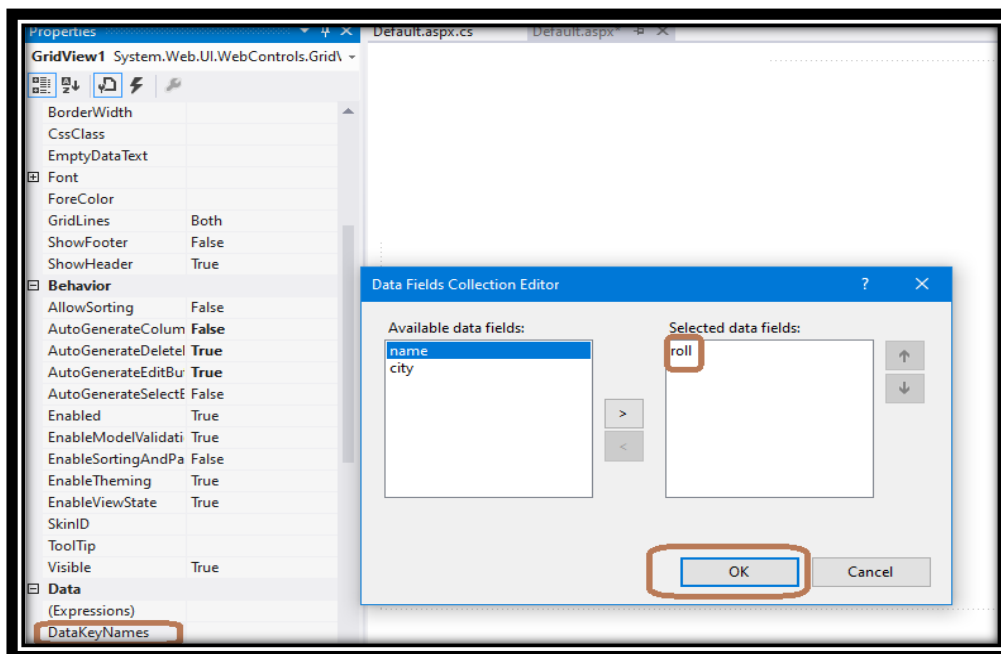 Properties
Default.aspx.cs
Default.aspx*
GridView1 System.Web.UI.WebControls.Grid\
BorderWidth
CssClass
EmptyDataText
Font
ForeColor
GridLines Both
ShowFooter False
ShowHeader True
Behavior
AllowSorting False
AutoGenerateColum False
AutoGenerateDeletel True
AutoGenerateEditBu True
AutoGenerateSelectE False
Enabled True
EnableModelValidati True
EnableSortingAndPa False
EnableTheming True
EnableViewState True
SkinID
ToolTip
Visible True
Data
(Expressions)
DataKeyNames
Data Fields Collection Editor ?
Available data fields:
name
city
>
<
Selected data fields:
roll
OK
Cancel